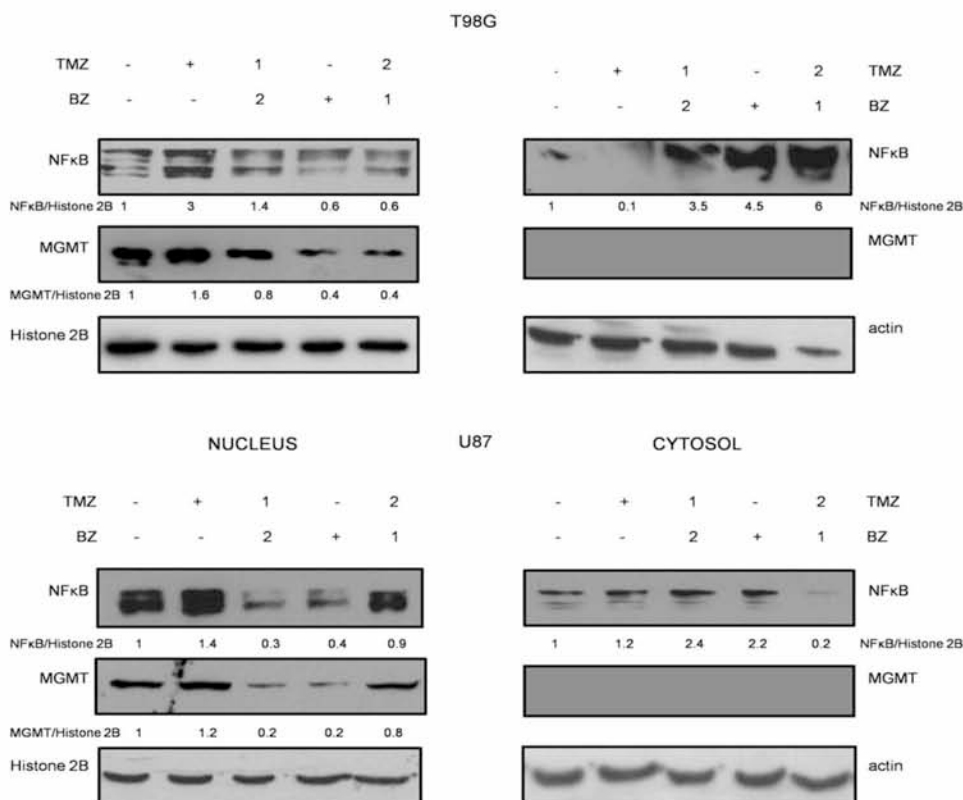 T98G
TMZ - + 1 - 2
BZ - - 2 + 1
NFκB
NFκB/Histone 2B 1 3 1.4 0.6 0.6
MGMT
MGMT/Histone 2B 1 1.6 0.8 0.4 0.4
Histone 2B
- + 1 - 2 TMZ
- - 2 + 1 BZ
NFκB
1 0.1 3.5 4.5 6 NFκB/Histone 2B
MGMT
actin
NUCLEUS U87 CYTOSOL
TMZ - + 1 - 2
BZ - - 2 + 1
NFκB
NFκB/Histone 2B 1 1.4 0.3 0.4 0.9
MGMT
MGMT/Histone 2B 1 1.2 0.2 0.2 0.8
Histone 2B
- + 1 - 2 TMZ
- - 2 + 1 BZ
NFκB
1 1.2 2.4 2.2 0.2 NFκB/Histone 2B
MGMT
actin